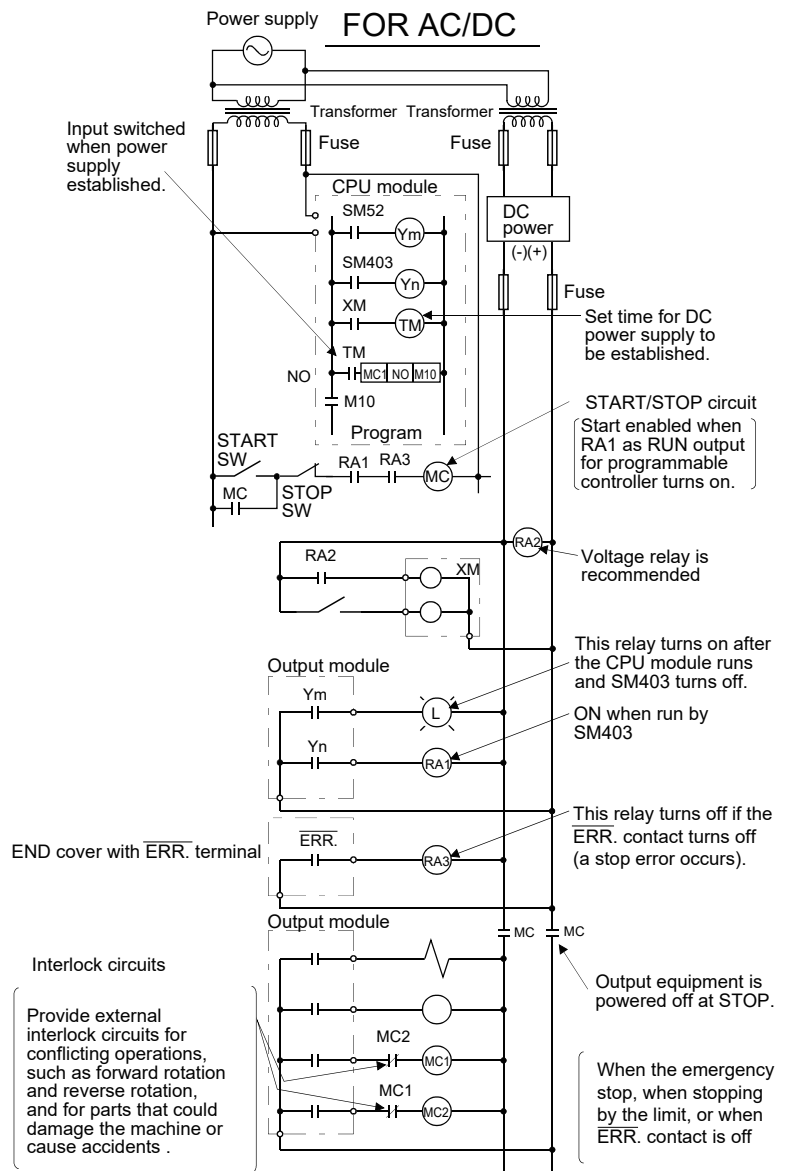 Power supply
FOR AC/DC
Transformer
Transformer
Input switched
when power
supply
established.
Fuse
Fuse
CPU module
SM52
Ym
SM403
Yn
XM
TM
TM
MC1 NO M10
NO
M10
Program
DC
power
(-)(+)
Fuse
Set time for DC
power supply to
be established.
START/STOP circuit
Start enabled when
RA1 as RUN output
for programmable
controller turns on.
START
SW
MC
STOP
SW
RA1
RA3
MC
RA2
Voltage relay is
recommended
RA2
XM
This relay turns on after
the CPU module runs
and SM403 turns off.
Output module
Ym
L
Yn
RA1
ON when run by
SM403
This relay turns off if the
ERR. contact turns off
(a stop error occurs).
END cover with ERR. terminal
ERR.
RA3
Output module
MC
MC
Output equipment is
powered off at STOP.
Interlock circuits
Provide external
interlock circuits for
conflicting operations,
such as forward rotation
and reverse rotation,
and for parts that could
damage the machine or
cause accidents .
MC2
MC1
MC1
MC2
When the emergency
stop, when stopping
by the limit, or when
ERR. contact is off